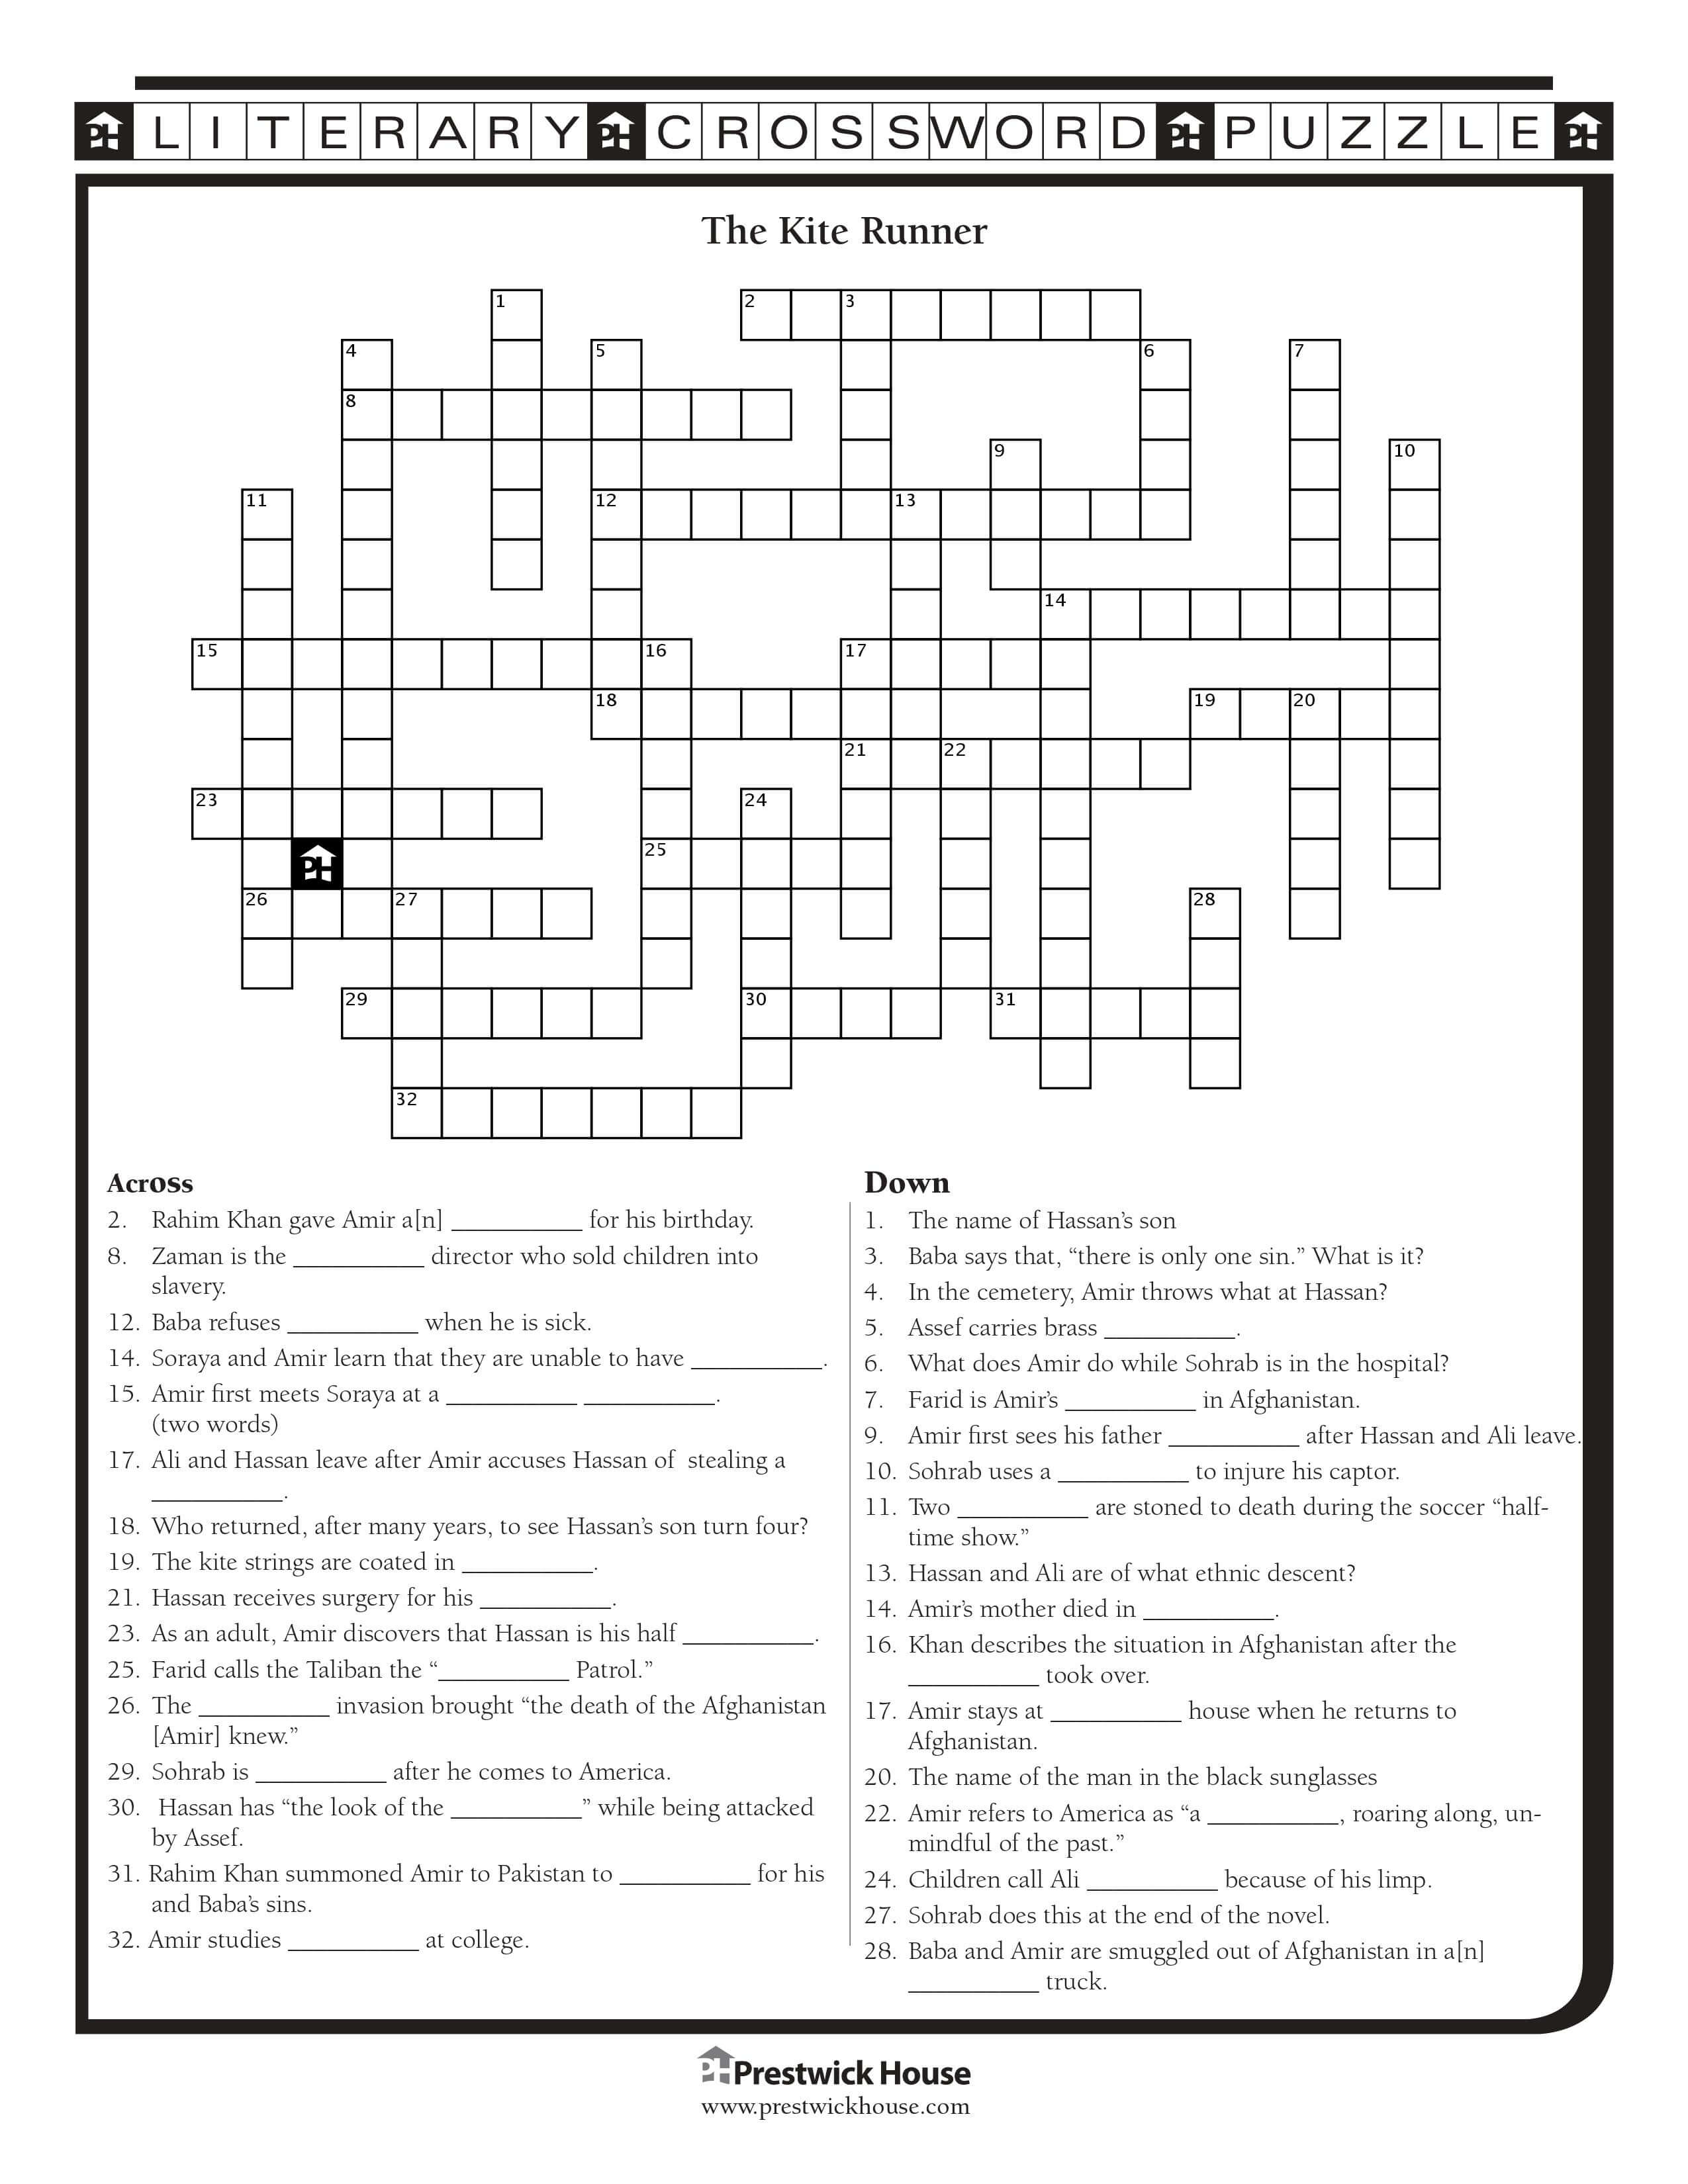 PH LITERARY PH CROSSWORD PH PUZZLE PH
The Kite Runner
1 2 3
4 5 6 7
8
9 10
11 12 13
14
15 16 17
18 19 20
21 22
23 24
PH 25
26 27 28
29 30 31
32
Across
2. Rahim Khan gave Amir a[n] __________ for his birthday.
8. Zaman is the __________ director who sold children into
slavery.
12. Baba refuses __________ when he is sick.
14. Soraya and Amir learn that they are unable to have __________.
15. Amir first meets Soraya at a __________ __________.
(two words)
17. Ali and Hassan leave after Amir accuses Hassan of stealing a
__________.
18. Who returned, after many years, to see Hassan’s son turn four?
19. The kite strings are coated in __________.
21. Hassan receives surgery for his __________.
23. As an adult, Amir discovers that Hassan is his half __________.
25. Farid calls the Taliban the “__________ Patrol.”
26. The __________ invasion brought “the death of the Afghanistan
[Amir] knew.”
29. Sohrab is __________ after he comes to America.
30. Hassan has “the look of the __________” while being attacked
by Assef.
31. Rahim Khan summoned Amir to Pakistan to __________ for his
and Baba’s sins.
32. Amir studies __________ at college.
Down
1. The name of Hassan’s son
3. Baba says that, “there is only one sin.” What is it?
4. In the cemetery, Amir throws what at Hassan?
5. Assef carries brass __________.
6. What does Amir do while Sohrab is in the hospital?
7. Farid is Amir’s __________ in Afghanistan.
9. Amir first sees his father __________ after Hassan and Ali leave.
10. Sohrab uses a __________ to injure his captor.
11. Two __________ are stoned to death during the soccer “half-
time show.”
13. Hassan and Ali are of what ethnic descent?
14. Amir’s mother died in __________.
16. Khan describes the situation in Afghanistan after the
__________ took over.
17. Amir stays at __________ house when he returns to
Afghanistan.
20. The name of the man in the black sunglasses
22. Amir refers to America as “a __________, roaring along, un-
mindful of the past.”
24. Children call Ali __________ because of his limp.
27. Sohrab does this at the end of the novel.
28. Baba and Amir are smuggled out of Afghanistan in a[n]
__________ truck.
PH Prestwick House
www.prestwickhouse.com